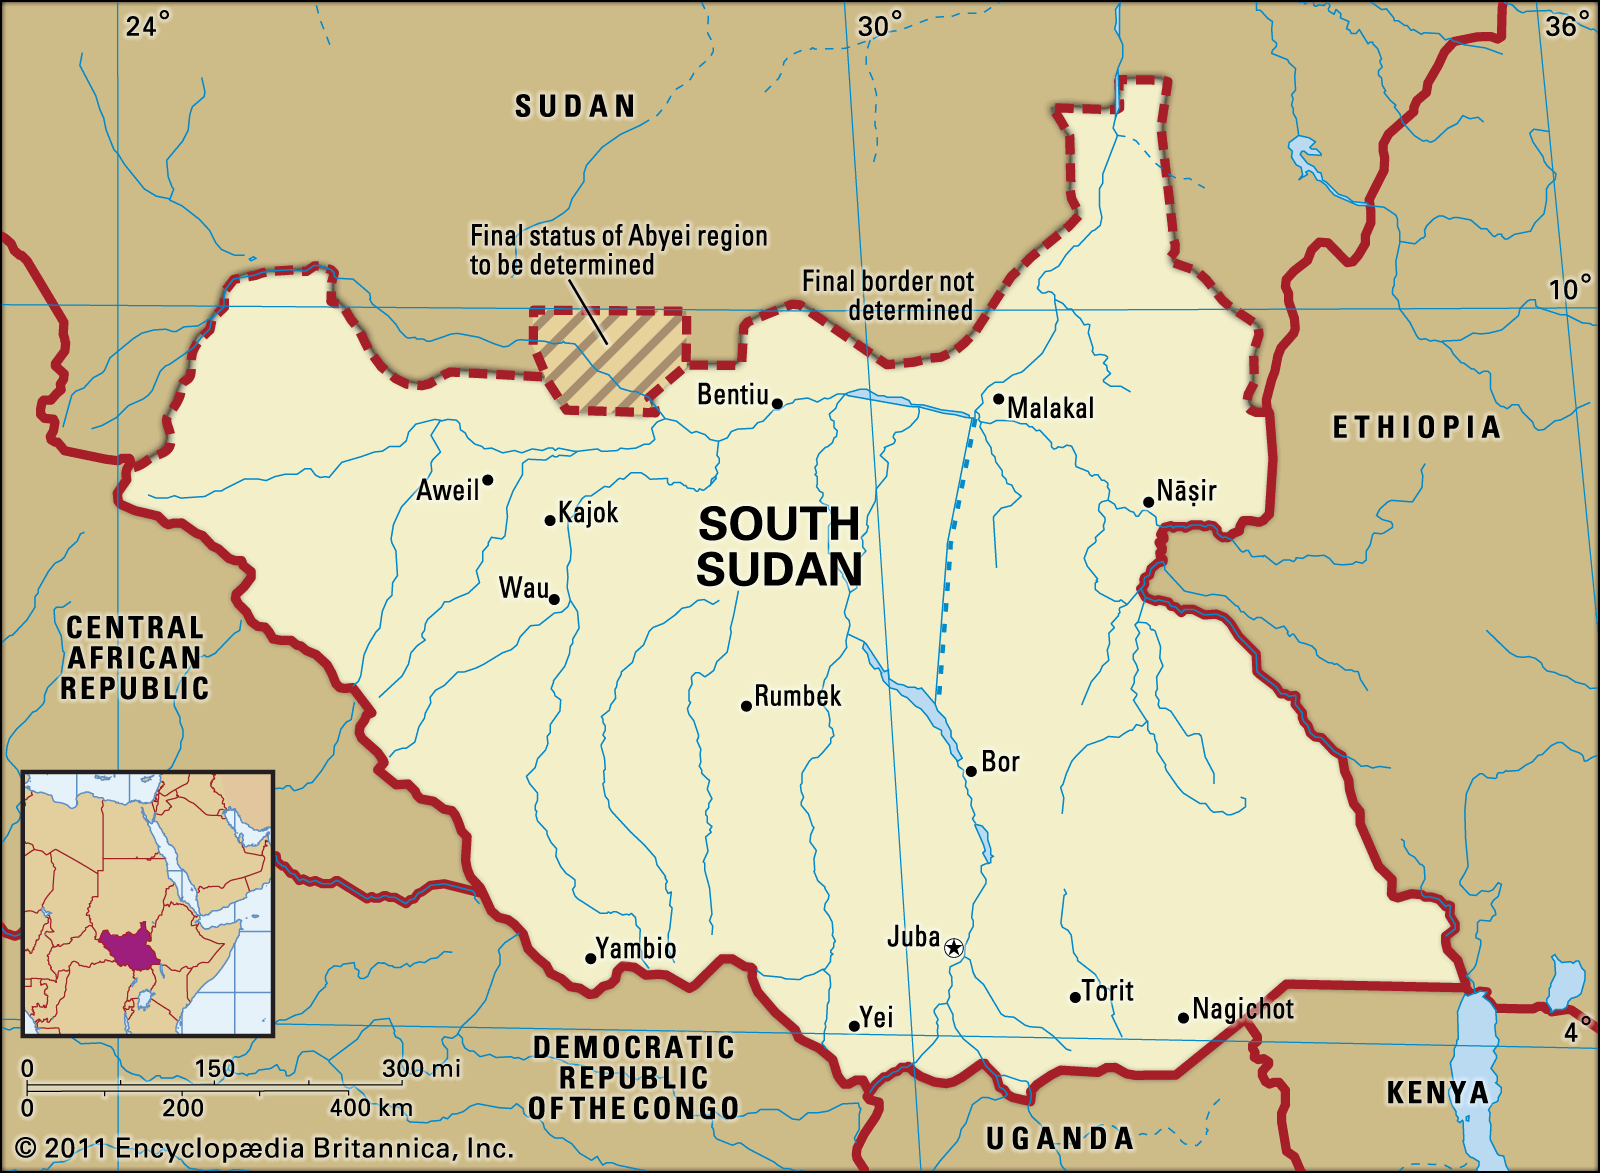 24°
30°
36°
SUDAN
Final status of Abyei region
to be determined
Final border not
determined
10°
Bentiu
Malakal
ETHIOPIA
Aweil
Kajok
Nāṣir
SOUTH
SUDAN
Wau
CENTRAL
AFRICAN
REPUBLIC
Rumbek
Bor
Yambio
Juba
Torit
Nagichot
Yei
4°
DEMOCRATIC
REPUBLIC
OF THE CONGO
KENYA
UGANDA
0 150 300 mi
0 200 400 km
© 2011 Encyclopædia Britannica, Inc.